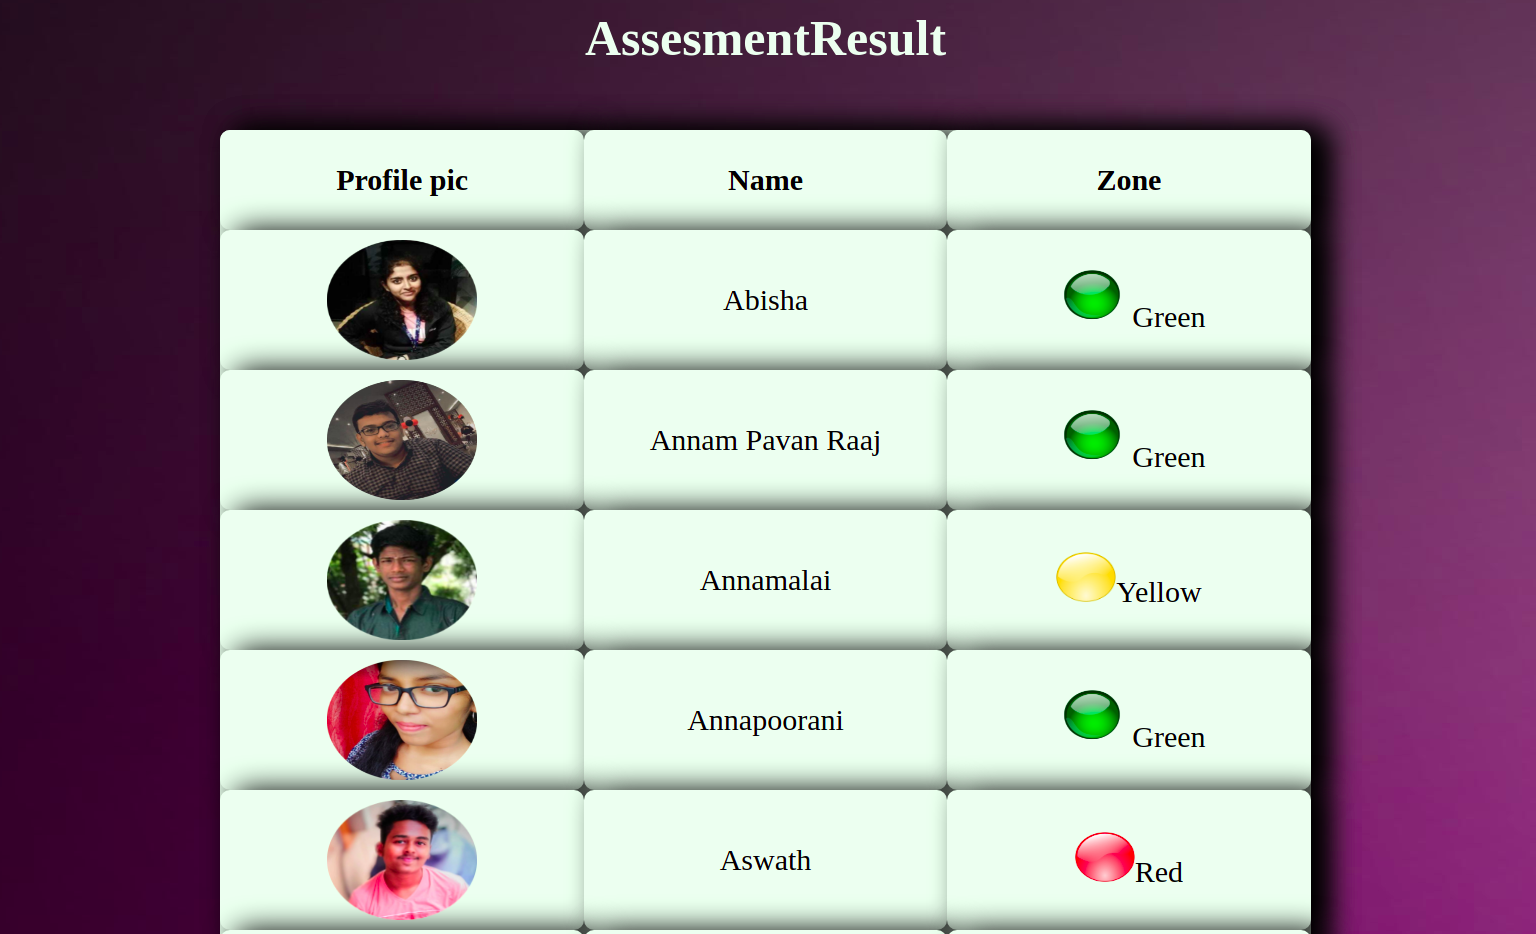 AssesmentResult
Profile pic Name Zone
Abisha Green
Annam Pavan Raaj Green
Annamalai Yellow
Annapoorani Green
Aswath Red